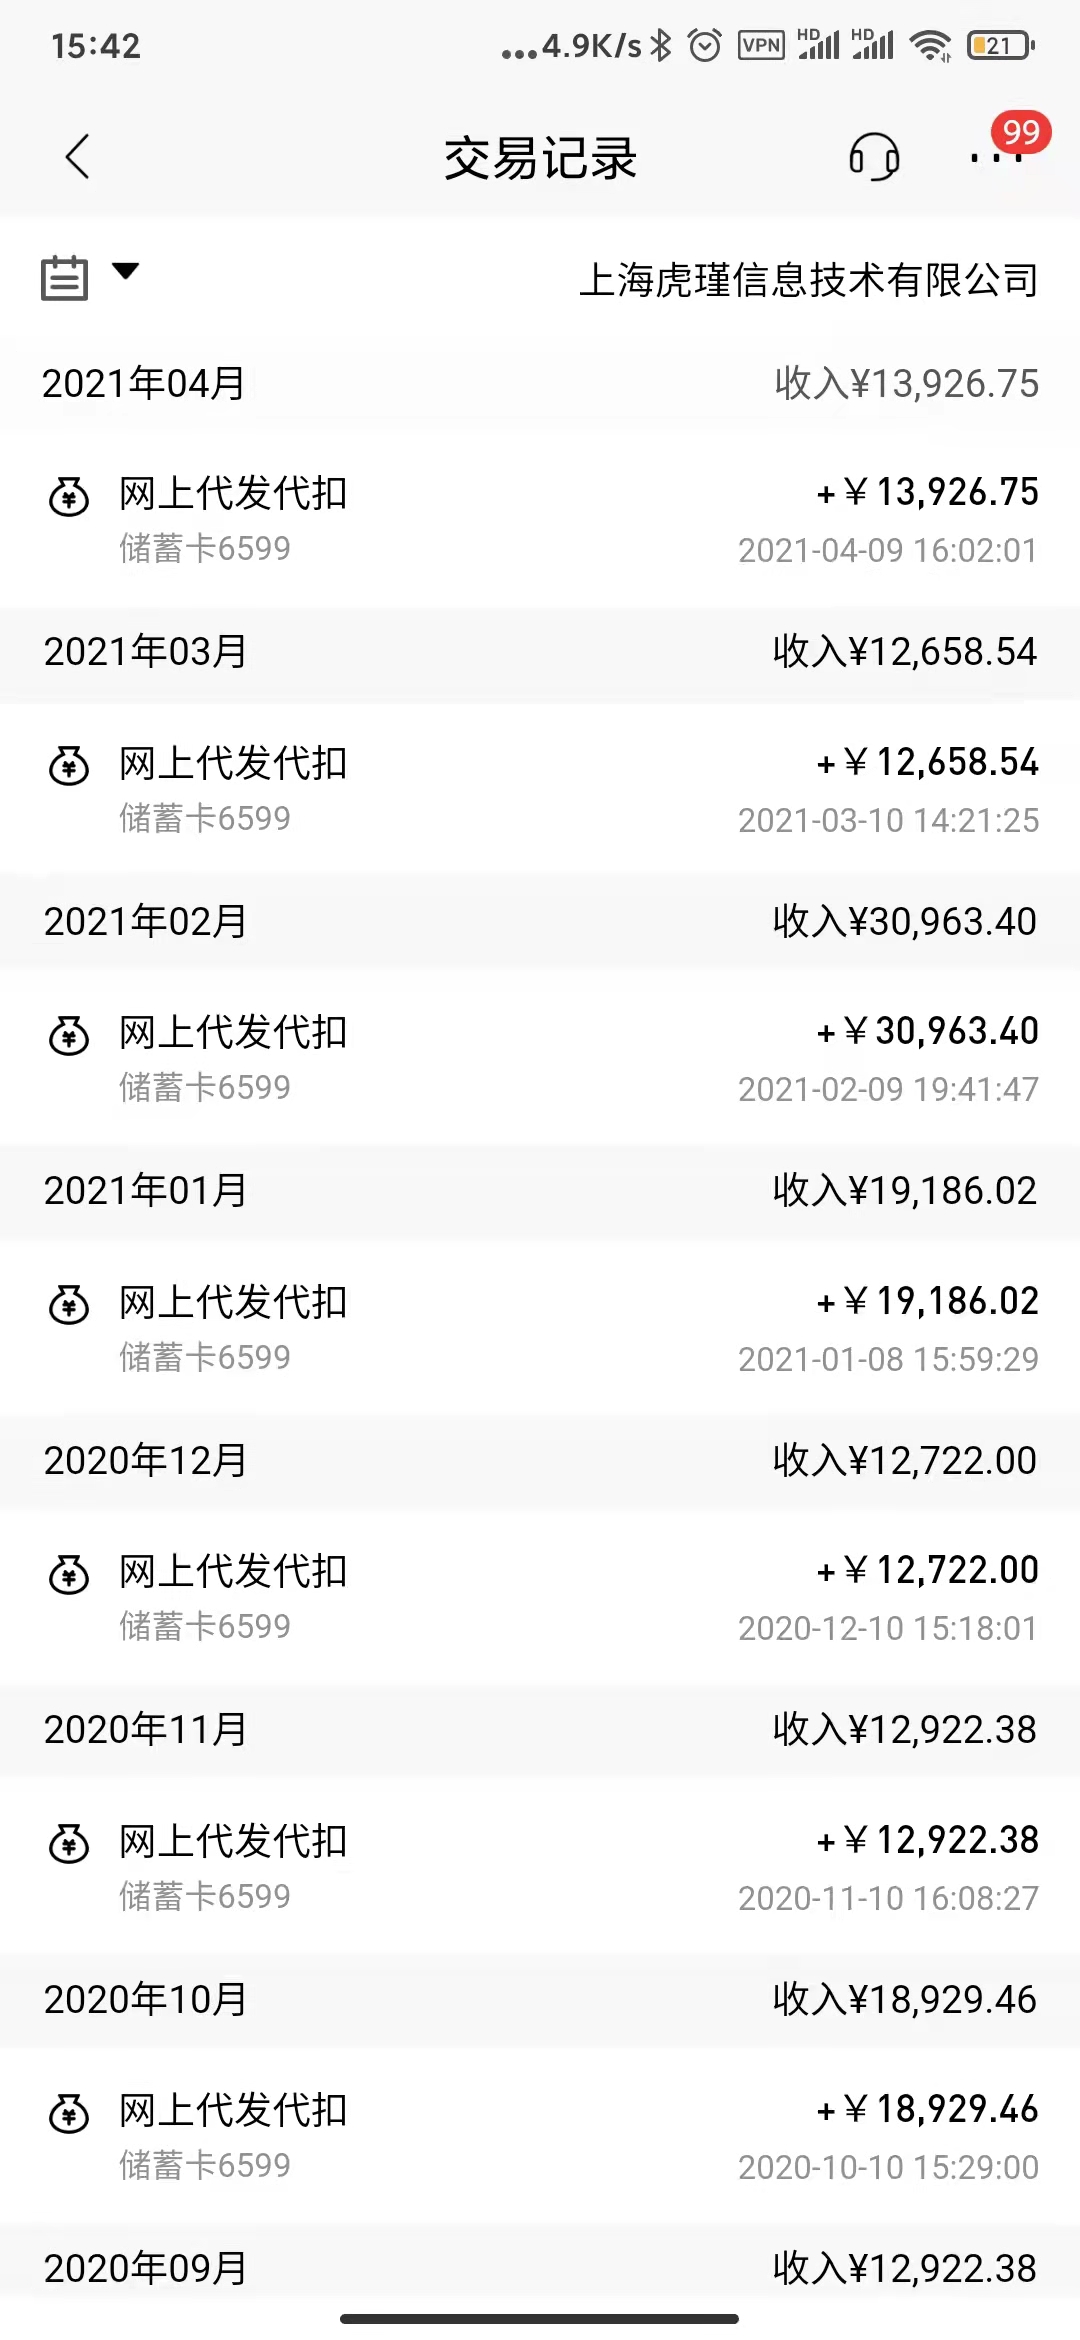 15:42
...4.9K/s VPN HD HD 21
交易记录
99
上海虎瑾信息技术有限公司
2021年04月 收入¥13,926.75
网上代发代扣 +¥13,926.75
储蓄卡6599 2021-04-09 16:02:01
2021年03月 收入¥12,658.54
网上代发代扣 +¥12,658.54
储蓄卡6599 2021-03-10 14:21:25
2021年02月 收入¥30,963.40
网上代发代扣 +¥30,963.40
储蓄卡6599 2021-02-09 19:41:47
2021年01月 收入¥19,186.02
网上代发代扣 +¥19,186.02
储蓄卡6599 2021-01-08 15:59:29
2020年12月 收入¥12,722.00
网上代发代扣 +¥12,722.00
储蓄卡6599 2020-12-10 15:18:01
2020年11月 收入¥12,922.38
网上代发代扣 +¥12,922.38
储蓄卡6599 2020-11-10 16:08:27
2020年10月 收入¥18,929.46
网上代发代扣 +¥18,929.46
储蓄卡6599 2020-10-10 15:29:00
2020年09月 收入¥12,922.38